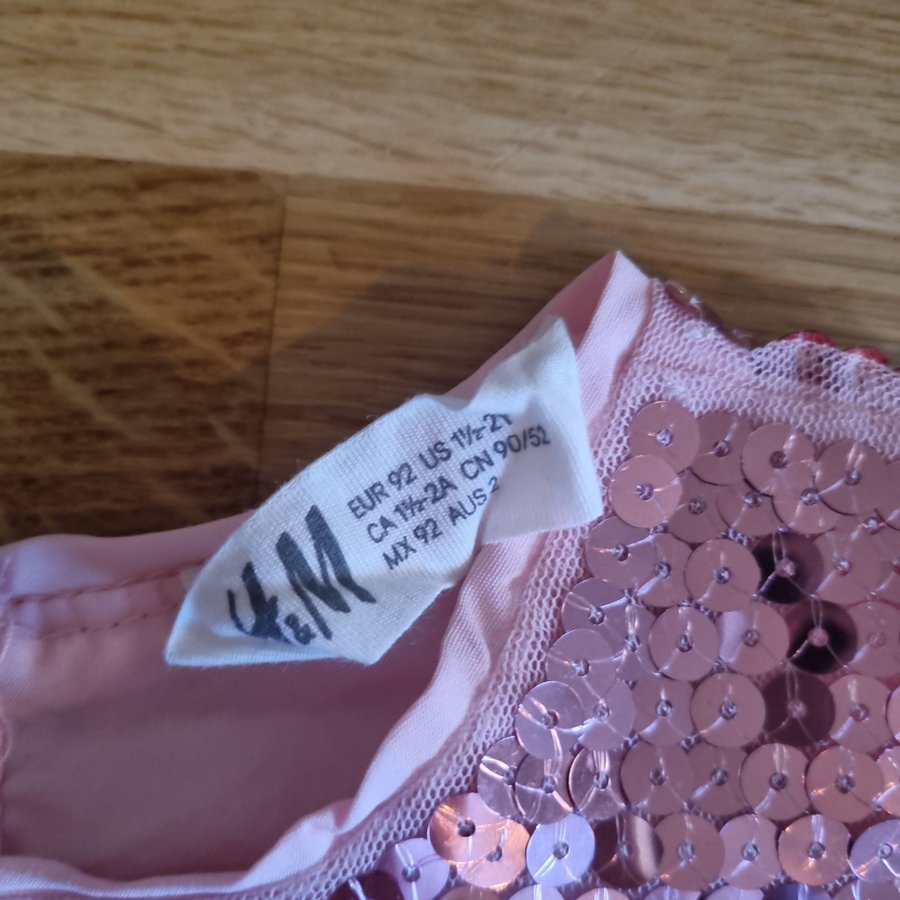 H&M
EUR 92 US 1½-2Y
CA 1½-2A CN 90/52
MX 92 AUS 2